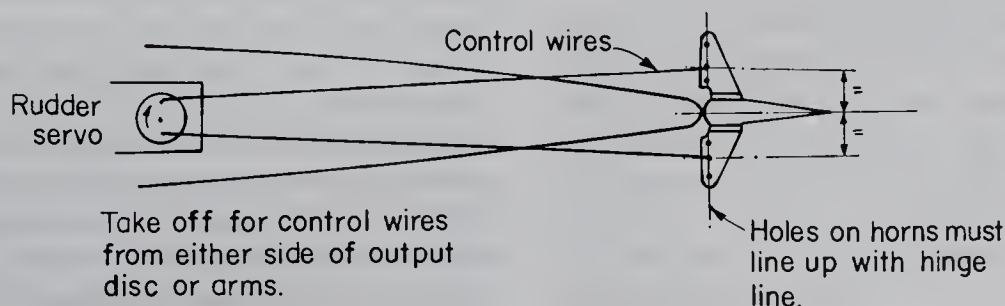 Control wires
Rudder
servo
=
=
Take off for control wires
from either side of output
disc or arms.
Holes on horns must
line up with hinge
line.